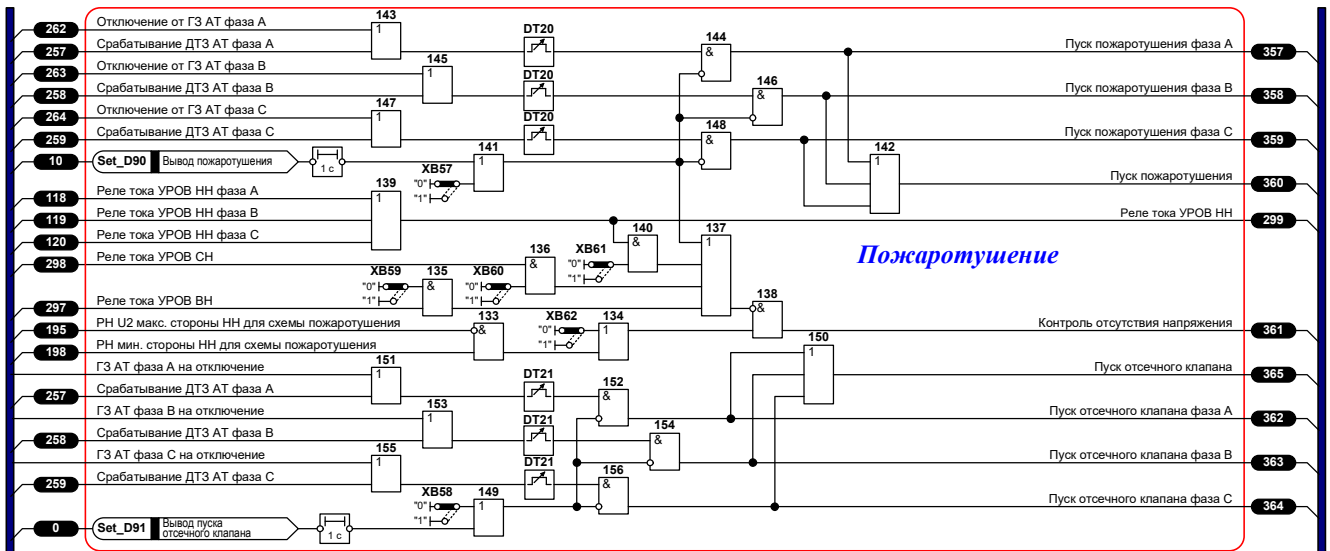 262 Отключение от ГЗ АТ фаза А 143 1
257 Срабатывание ДТЗ АТ фаза А DT20 144 & Пуск пожаротушения фаза А 357
263 Отключение от ГЗ АТ фаза В 145 1
258 Срабатывание ДТЗ АТ фаза В DT20 146 & Пуск пожаротушения фаза В 358
264 Отключение от ГЗ АТ фаза С 147 1
259 Срабатывание ДТЗ АТ фаза С DT20 148 & Пуск пожаротушения фаза С 359
10 Set_D90 Вывод пожаротушения 1 с 141 1 142 1
XB57 "0" "1" Пуск пожаротушения 360
118 Реле тока УРОВ НН фаза А 139 1
119 Реле тока УРОВ НН фаза В Реле тока УРОВ НН 299
120 Реле тока УРОВ НН фаза С 140 & 137 1
298 Реле тока УРОВ СН 136 & XB61 "0" "1"
Пожаротушение
XB59 "0" "1" 135 & XB60 "0" "1"
297 Реле тока УРОВ ВН 138 &
195 РН U2 макс. стороны НН для схемы пожаротушения 133 & XB62 "0" "1" 134 1 Контроль отсутствия напряжения 361
198 РН мин. стороны НН для схемы пожаротушения 150 1
ГЗ АТ фаза А на отключение 151 1 Пуск отсечного клапана 365
257 Срабатывание ДТЗ АТ фаза А DT21 152 &
ГЗ АТ фаза В на отключение 153 1 Пуск отсечного клапана фаза А 362
258 Срабатывание ДТЗ АТ фаза В DT21 154 &
ГЗ АТ фаза С на отключение 155 1 Пуск отсечного клапана фаза В 363
259 Срабатывание ДТЗ АТ фаза С DT21 156 &
XB58 "0" "1" 149 1 Пуск отсечного клапана фаза С 364
0 Set_D91 Вывод пуска
отсечного клапана 1 с